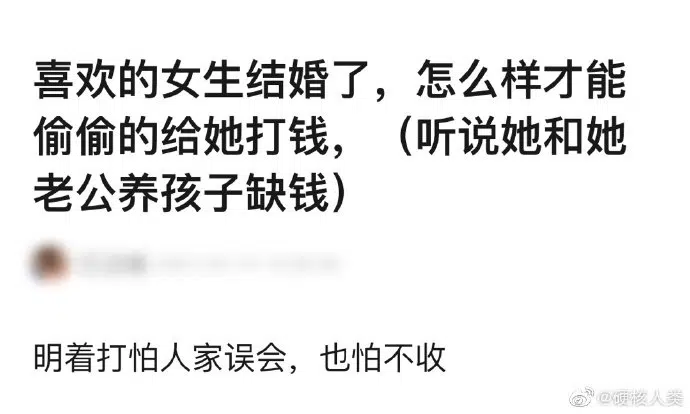 喜欢的女生结婚了，怎么样才能
偷偷的给她打钱，（听说她和她
老公养孩子缺钱）
明着打怕人家误会，也怕不收
@硬核人类